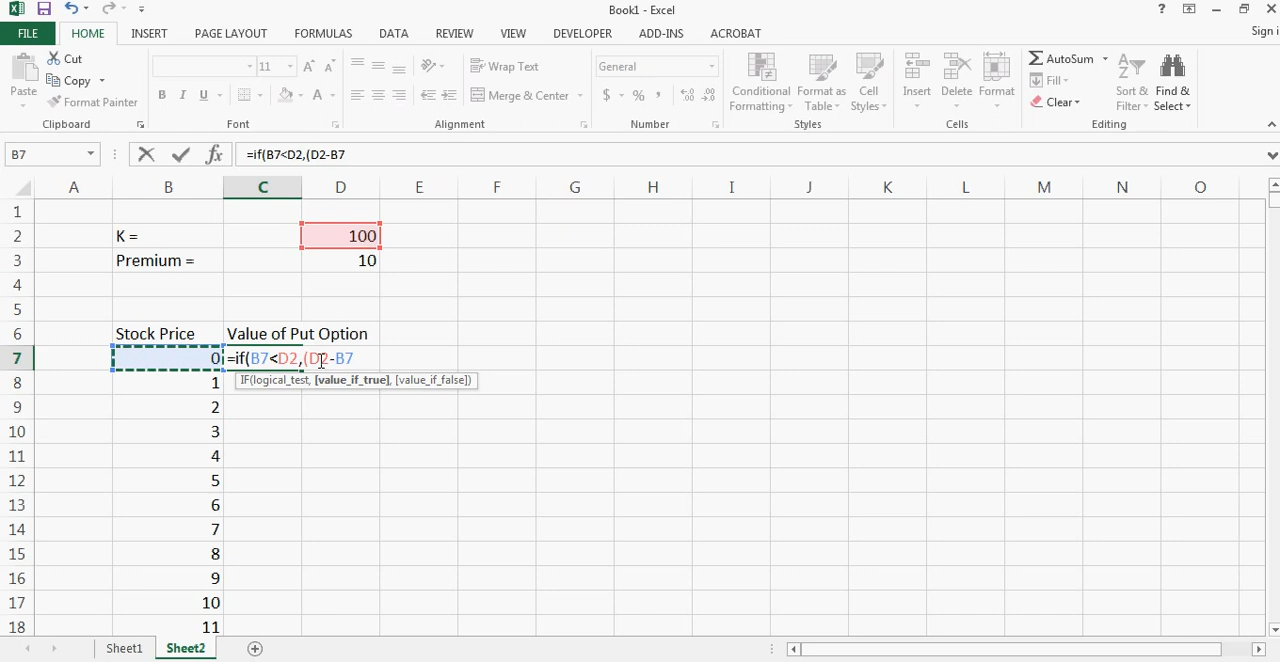 Book1 - Excel
?
FILE HOME INSERT PAGE LAYOUT FORMULAS DATA REVIEW VIEW DEVELOPER ADD-INS ACROBAT Sign i
Paste
Cut
Copy
Format Painter
Clipboard
11 A A
B I U A
Font
Wrap Text
Merge & Center
Alignment
General
$ % , .0 .00
Number
Conditional Formatting
Format as Table
Cell Styles
Styles
Insert Delete Format
Cells
AutoSum
Fill
Clear
Sort & Filter
Find & Select
Editing
B7 fx =if(B7<D2,(D2-B7
A B C D E F G H I J K L M N O
1
2 K = 100
3 Premium = 10
4
5
6 Stock Price Value of Put Option
7 0 =if(B7<D2,(D2-B7
IF(logical_test, [value_if_true], [value_if_false])
8 1
9 2
10 3
11 4
12 5
13 6
14 7
15 8
16 9
17 10
18 11
Sheet1 Sheet2